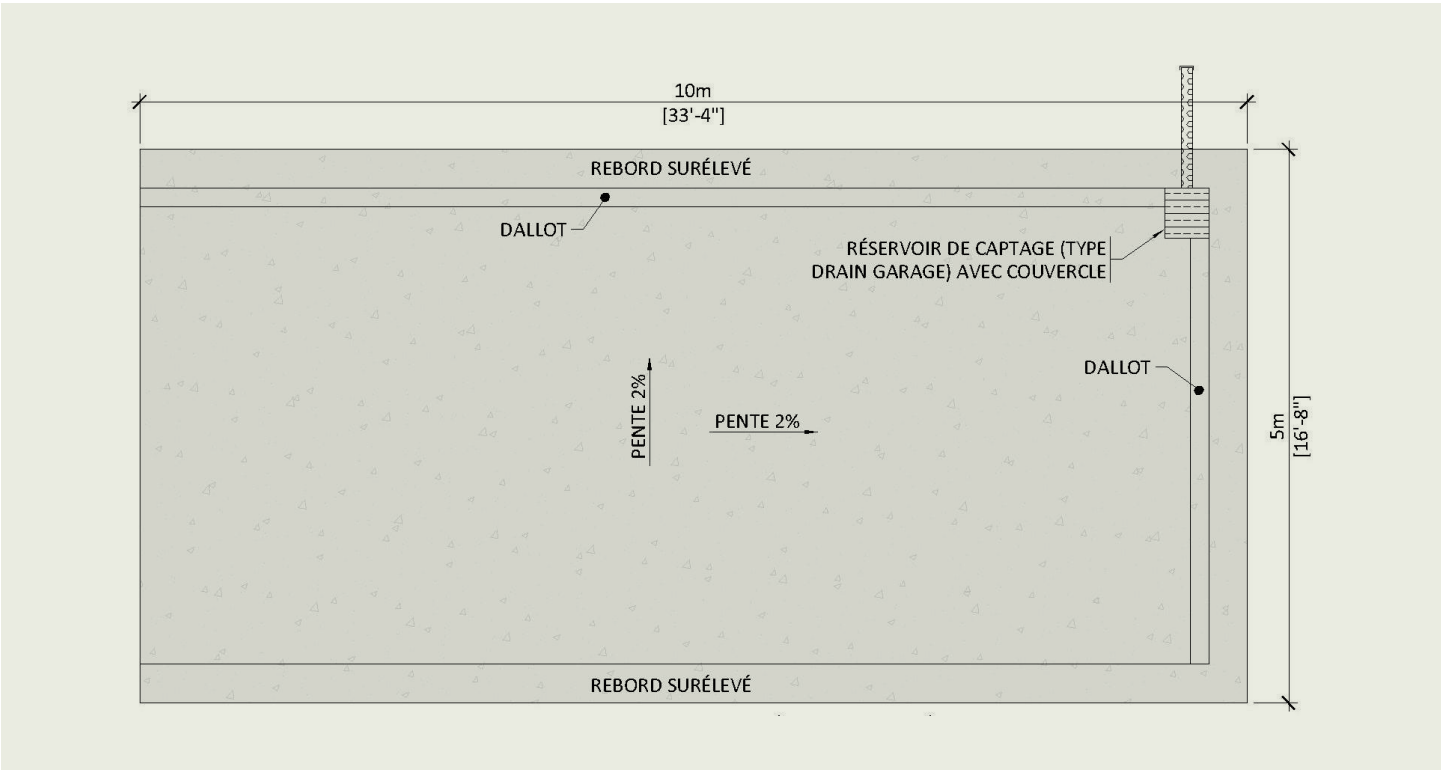 10m
[33'-4"]
REBORD SURÉLEVÉ
DALLOT
RÉSERVOIR DE CAPTAGE (TYPE
DRAIN GARAGE) AVEC COUVERCLE
DALLOT
PENTE 2%
PENTE 2%
5m
[16'-8"]
REBORD SURÉLEVÉ